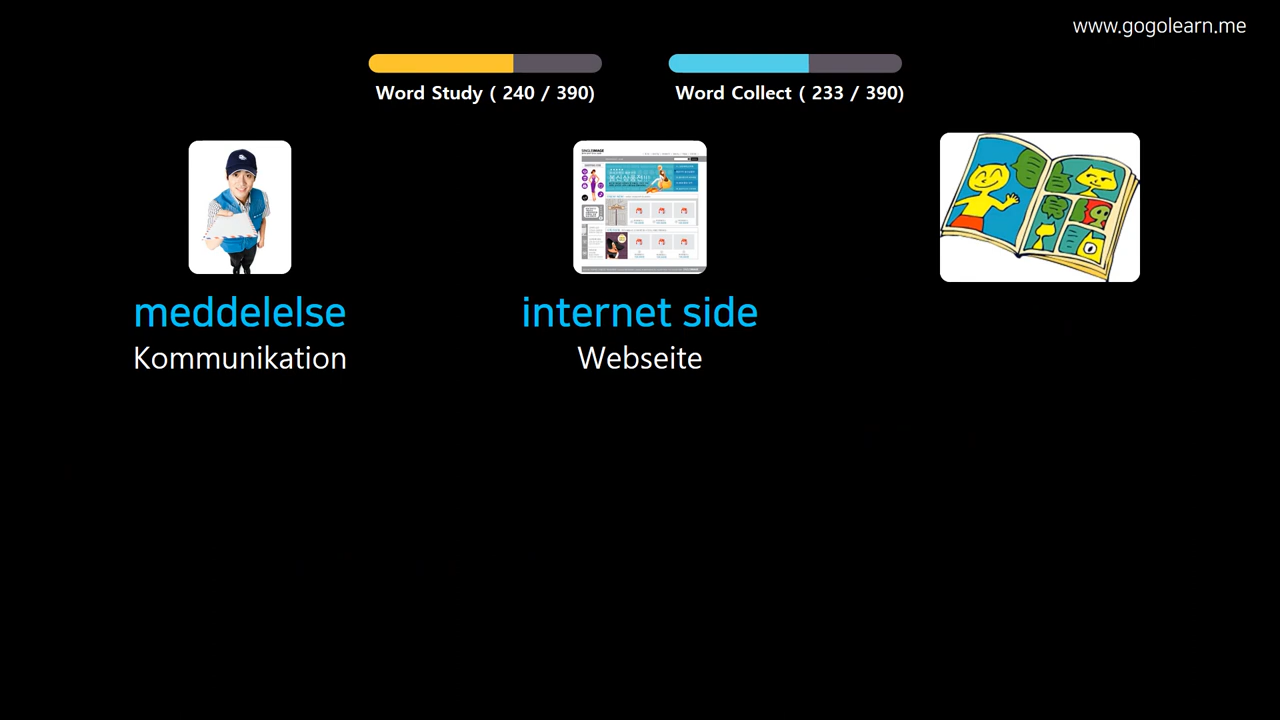 www.gogolearn.me
Word Study ( 240 / 390)
Word Collect ( 233 / 390)
meddelelse
Kommunikation
internet side
Webseite